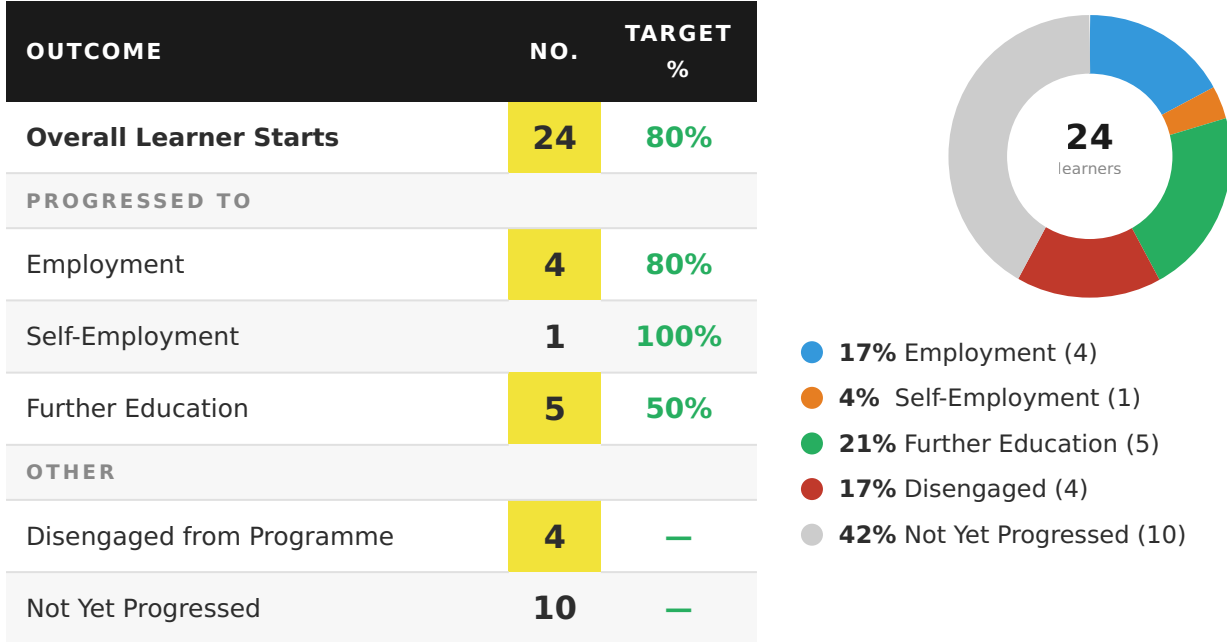 OUTCOME NO. TARGET %
Overall Learner Starts 24 80%
PROGRESSED TO
Employment 4 80%
Self-Employment 1 100%
Further Education 5 50%
OTHER
Disengaged from Programme 4 —
Not Yet Progressed 10 —
24
learners
17% Employment (4)
4% Self-Employment (1)
21% Further Education (5)
17% Disengaged (4)
42% Not Yet Progressed (10)